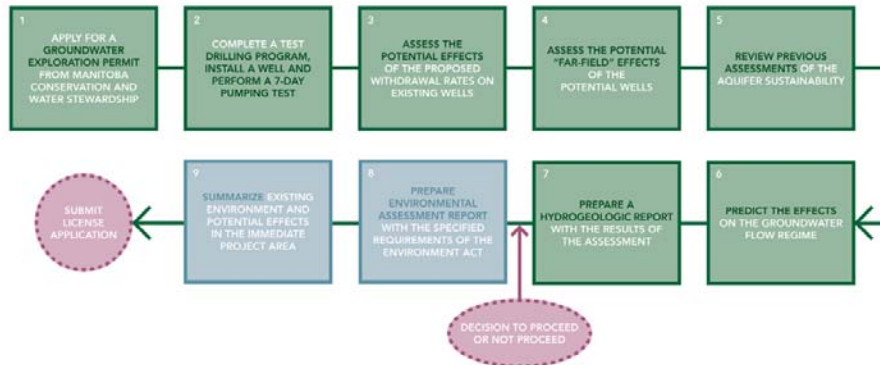 1
APPLY FOR A
GROUNDWATER
EXPLORATION PERMIT
FROM MANITOBA
CONSERVATION AND
WATER STEWARDSHIP
2
COMPLETE A TEST
DRILLING PROGRAM,
INSTALL A WELL AND
PERFORM A 7-DAY
PUMPING TEST
3
ASSESS THE
POTENTIAL EFFECTS
OF THE PROPOSED
WITHDRAWAL RATES ON
EXISTING WELLS
4
ASSESS THE POTENTIAL
"FAR-FIELD" EFFECTS
OF THE
POTENTIAL WELLS
5
REVIEW PREVIOUS
ASSESSMENTS OF THE
AQUIFER SUSTAINABILITY
6
PREDICT THE EFFECTS
ON THE GROUNDWATER
FLOW REGIME
7
PREPARE A
HYDROGEOLOGIC REPORT
WITH THE RESULTS OF
THE ASSESSMENT
DECISION TO PROCEED
OR NOT PROCEED
8
PREPARE
ENVIRONMENTAL
ASSESSMENT REPORT
WITH THE SPECIFIED
REQUIREMENTS OF THE
ENVIRONMENT ACT
9
SUMMARIZE EXISTING
ENVIRONMENT AND
POTENTIAL EFFECTS
IN THE IMMEDIATE
PROJECT AREA
SUBMIT
LICENSE
APPLICATION